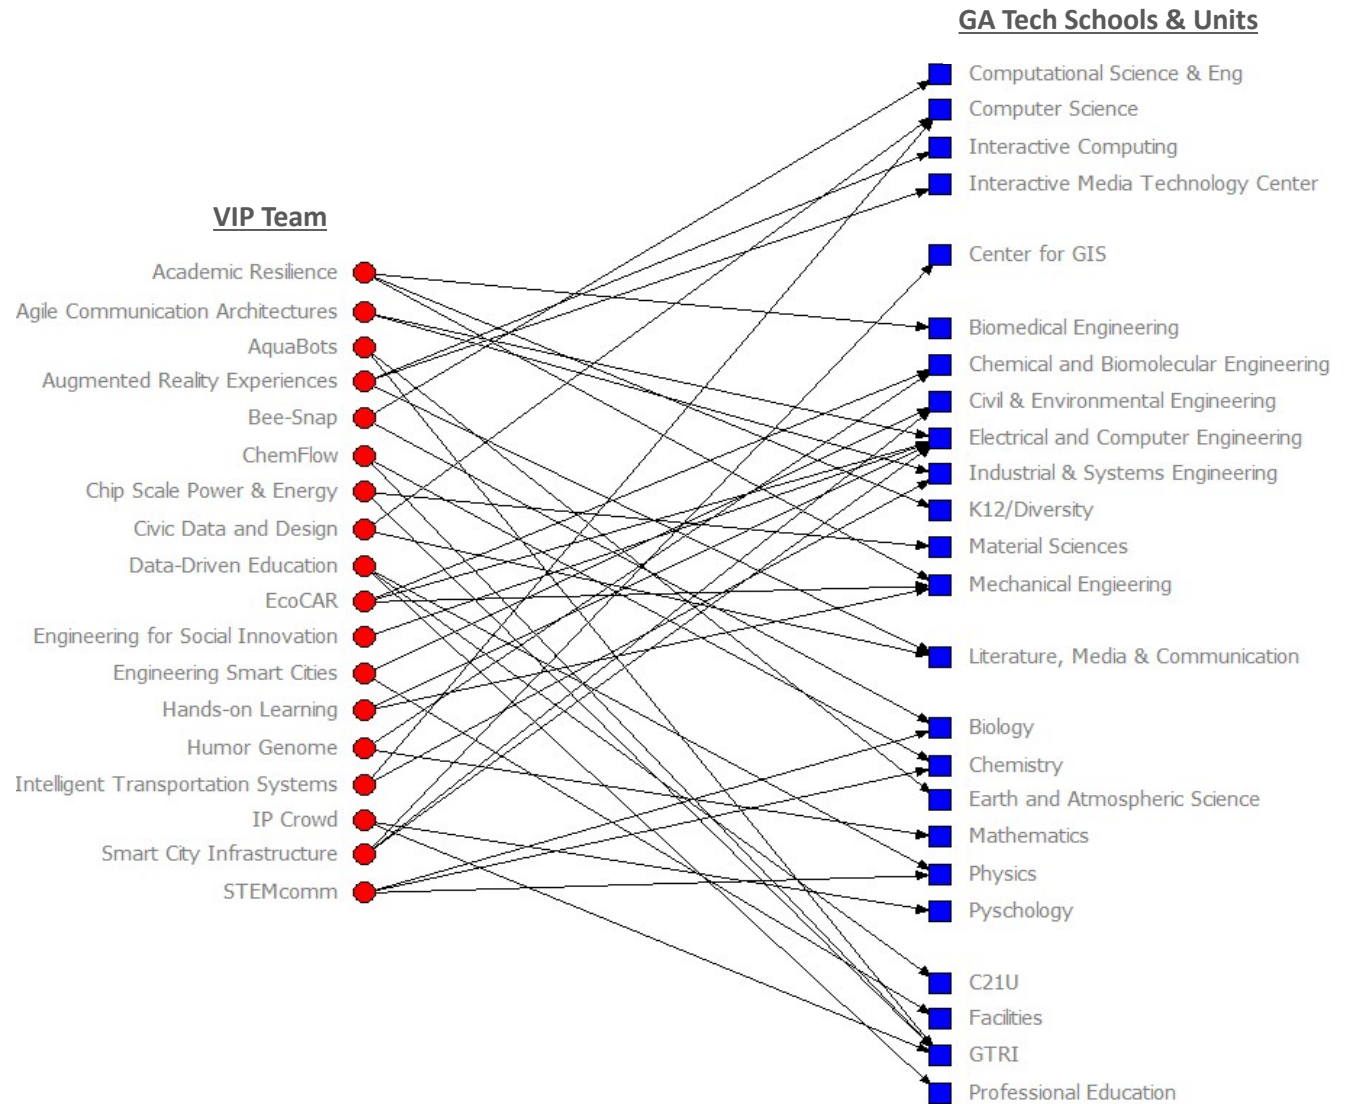 GA Tech Schools & Units
Computational Science & Eng
Computer Science
Interactive Computing
Interactive Media Technology Center
Center for GIS
Biomedical Engineering
Chemical and Biomolecular Engineering
Civil & Environmental Engineering
Electrical and Computer Engineering
Industrial & Systems Engineering
K12/Diversity
Material Sciences
Mechanical Engieering
Literature, Media & Communication
Biology
Chemistry
Earth and Atmospheric Science
Mathematics
Physics
Pyschology
C21U
Facilities
GTRI
Professional Education
VIP Team
Academic Resilience
Agile Communication Architectures
AquaBots
Augmented Reality Experiences
Bee-Snap
ChemFlow
Chip Scale Power & Energy
Civic Data and Design
Data-Driven Education
EcoCAR
Engineering for Social Innovation
Engineering Smart Cities
Hands-on Learning
Humor Genome
Intelligent Transportation Systems
IP Crowd
Smart City Infrastructure
STEMcomm